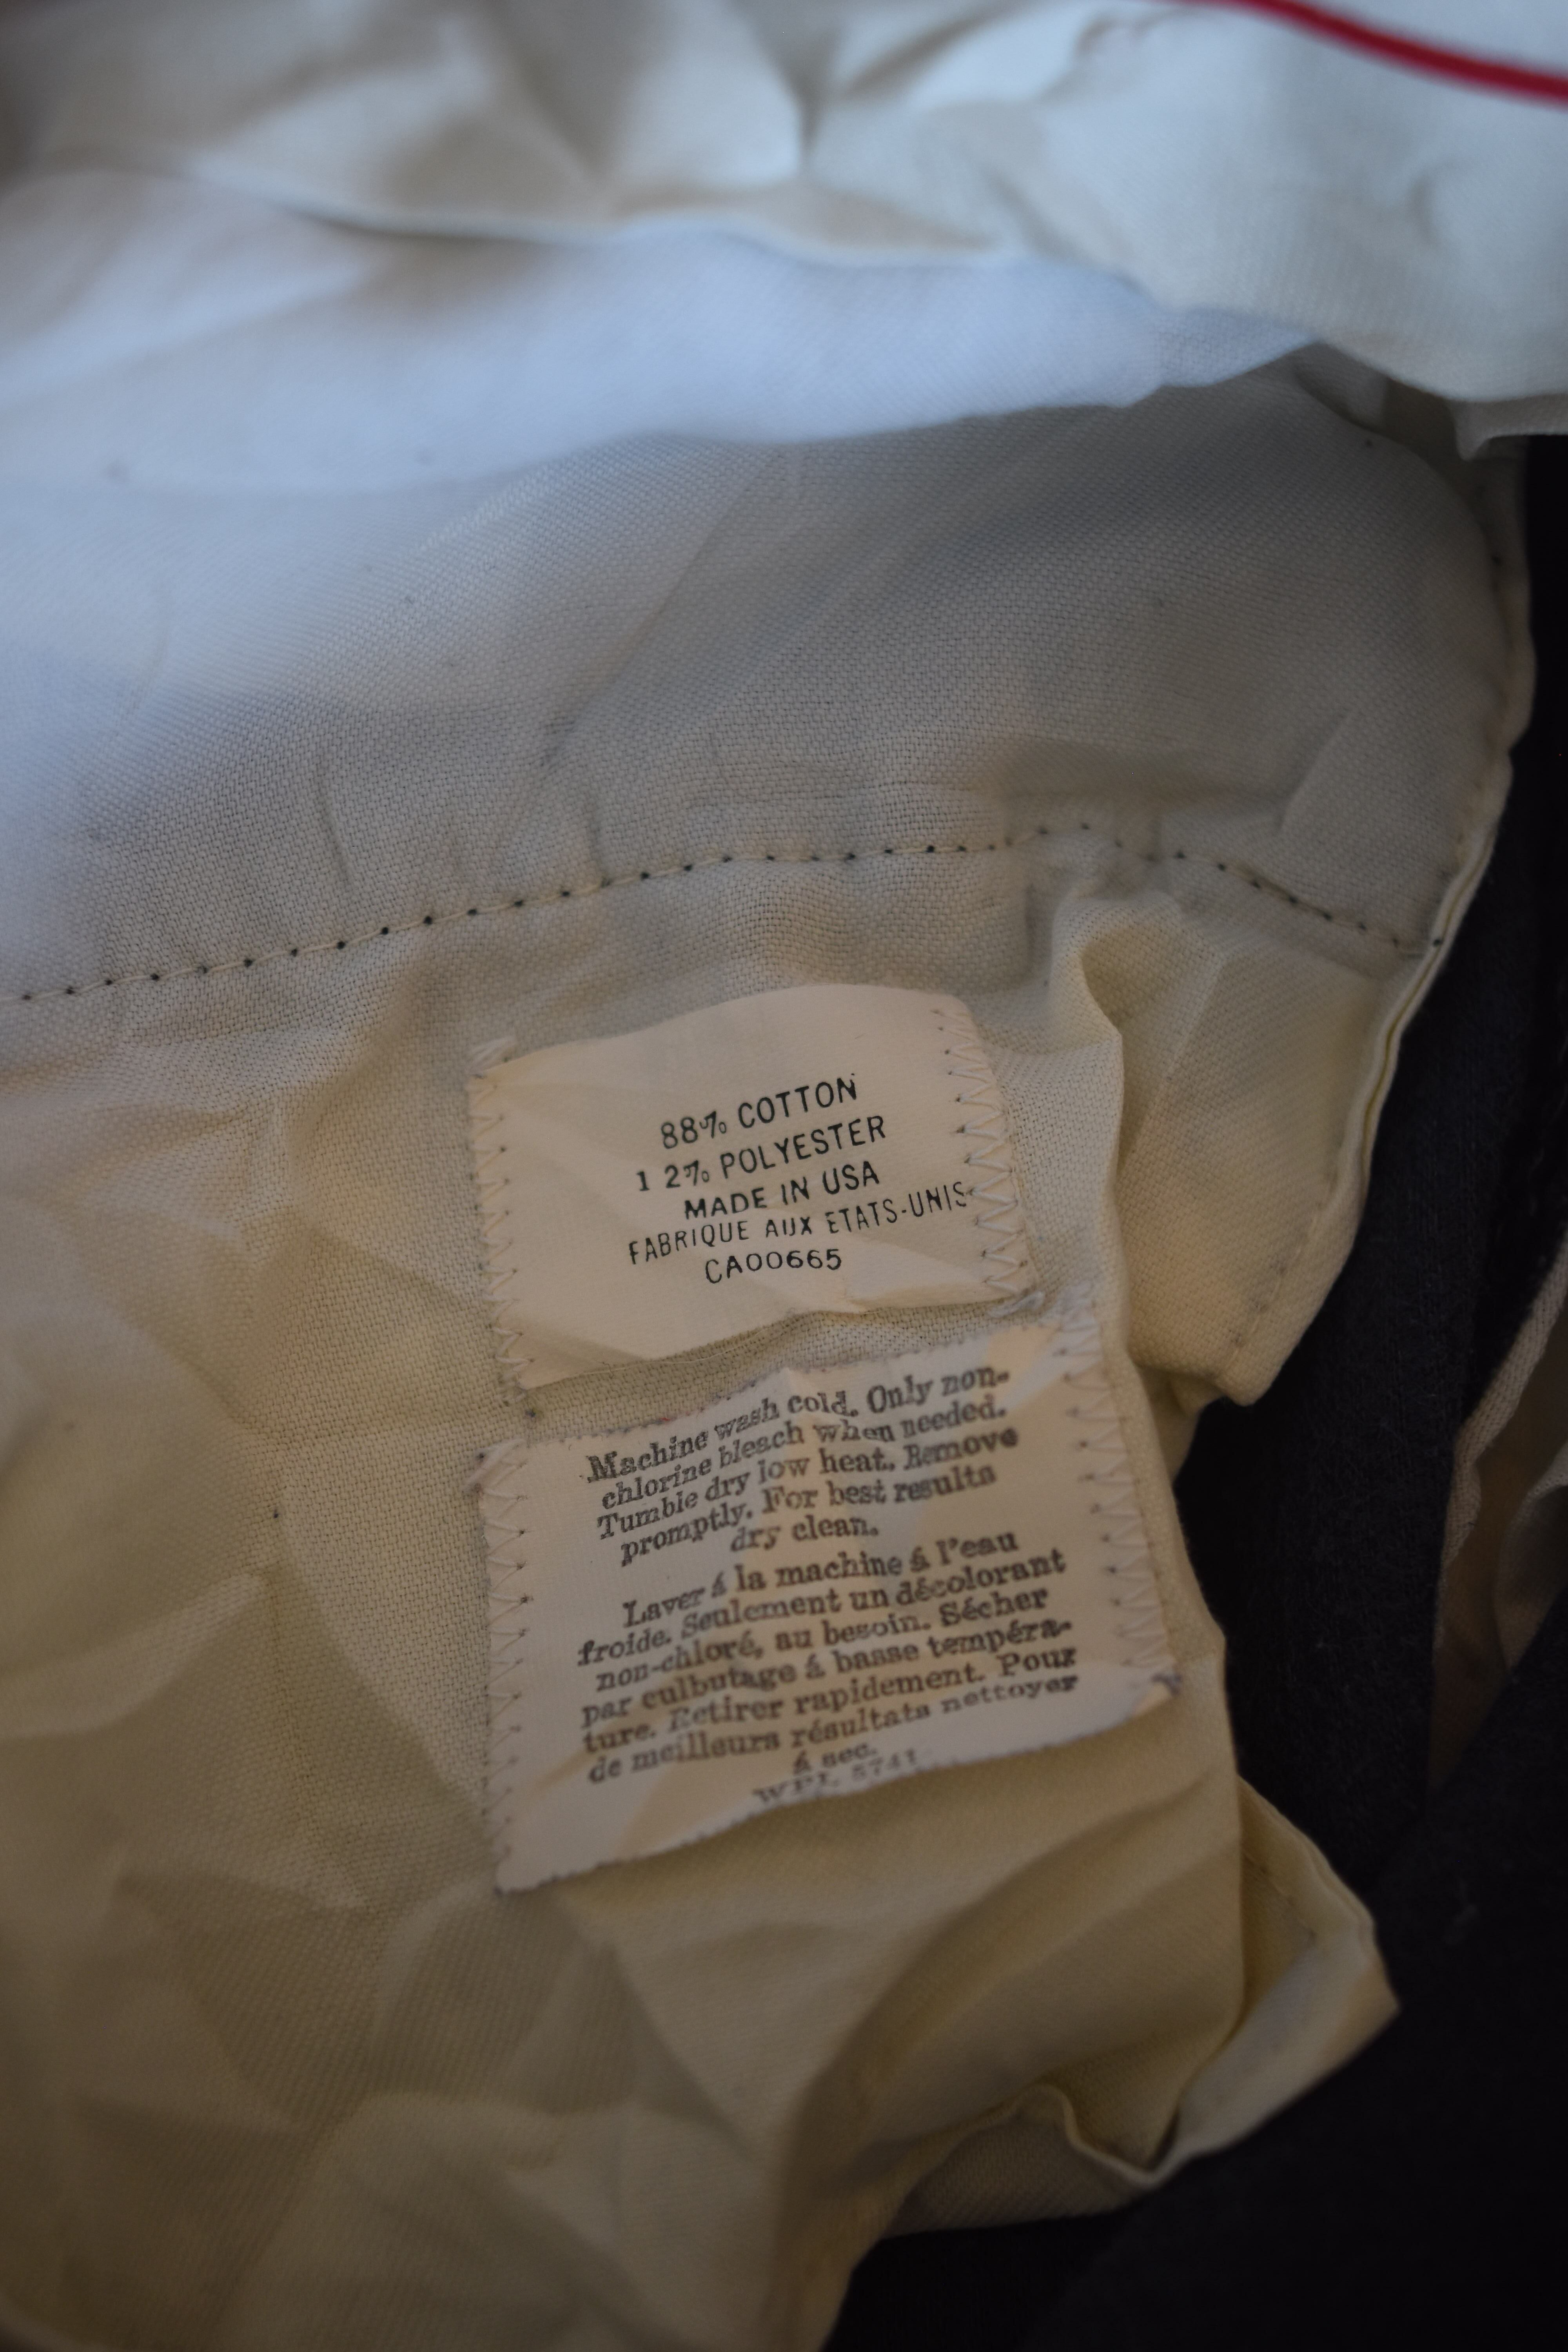 88% COTTON
12% POLYESTER
MADE IN USA
FABRIQUE AUX ETATS-UNIS
CA00665
Machine wash cold. Only non-
chlorine bleach when needed.
Tumble dry low heat. Remove
promptly. For best results
dry clean.
Laver á la machine á l'eau
froide. Seulement un décolorant
non-chloré, au besoin. Sécher
par culbutage á basse tempéra-
ture. Retirer rapidement. Pour
de meilleurs résultats nettoyer
á sec.
WPL 5741